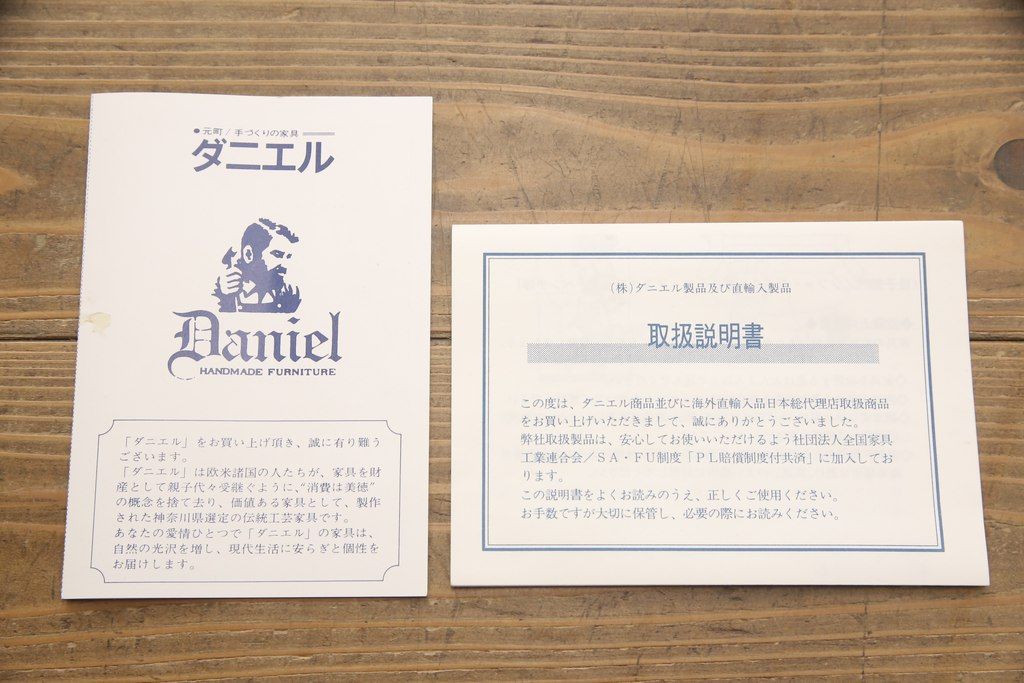 ●元町/手づくりの家具
ダニエル
Daniel
HANDMADE FURNITURE
「ダニエル」をお買い上げ頂き、誠に有り難う
ございます。
「ダニエル」は欧米諸国の人たちが、家具を財
産として親子代々受継ぐように、“消費は美徳”
の概念を捨て去り、価値ある家具として、製作
された神奈川県選定の伝統工芸家具です。
あなたの愛情ひとつで「ダニエル」の家具は、
自然の光沢を増し、現代生活に安らぎと個性を
お届けします。
(株)ダニエル製品及び直輸入製品
取扱説明書
この度は、ダニエル商品並びに海外直輸入品日本総代理店取扱商品
をお買い上げいただきまして、誠にありがとうございました。
弊社取扱製品は、安心してお使いいただけるよう社団法人全国家具
工業連合会/SA・FU制度「PL賠償制度付共済」に加入してお
ります。
この説明書をよくお読みのうえ、正しくご使用ください。
お手数ですが大切に保管し、必要の際にお読みください。